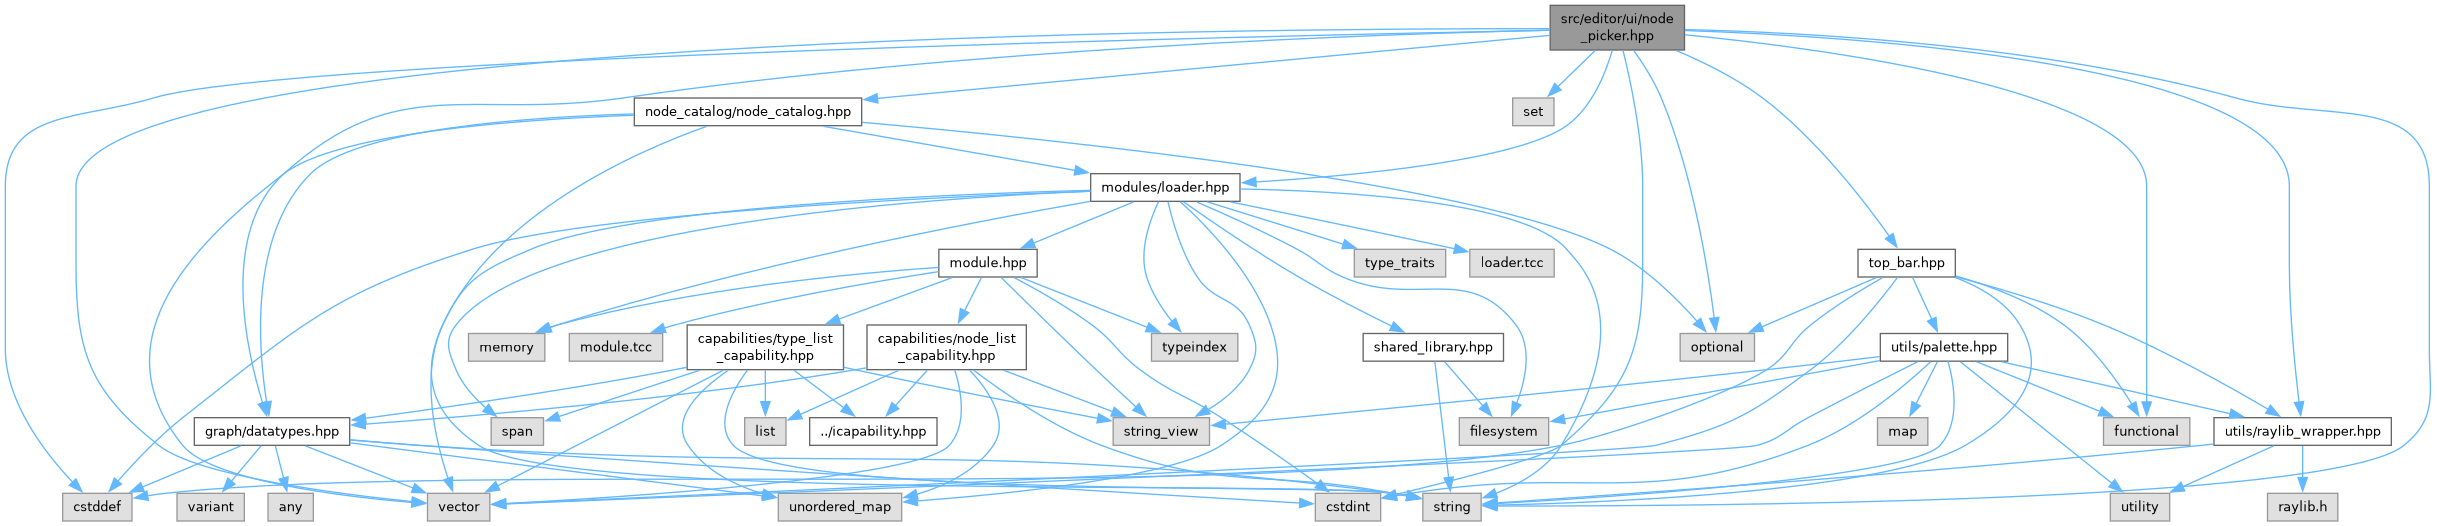 src/editor/ui/node
_picker.hpp
node_catalog/node_catalog.hpp
set
modules/loader.hpp
module.hpp
type_traits
loader.tcc
top_bar.hpp
memory
module.tcc
capabilities/type_list
_capability.hpp
capabilities/node_list
_capability.hpp
typeindex
shared_library.hpp
optional
utils/palette.hpp
graph/datatypes.hpp
span
list
../icapability.hpp
string_view
filesystem
map
functional
utils/raylib_wrapper.hpp
cstddef
variant
any
vector
unordered_map
cstdint
string
utility
raylib.h